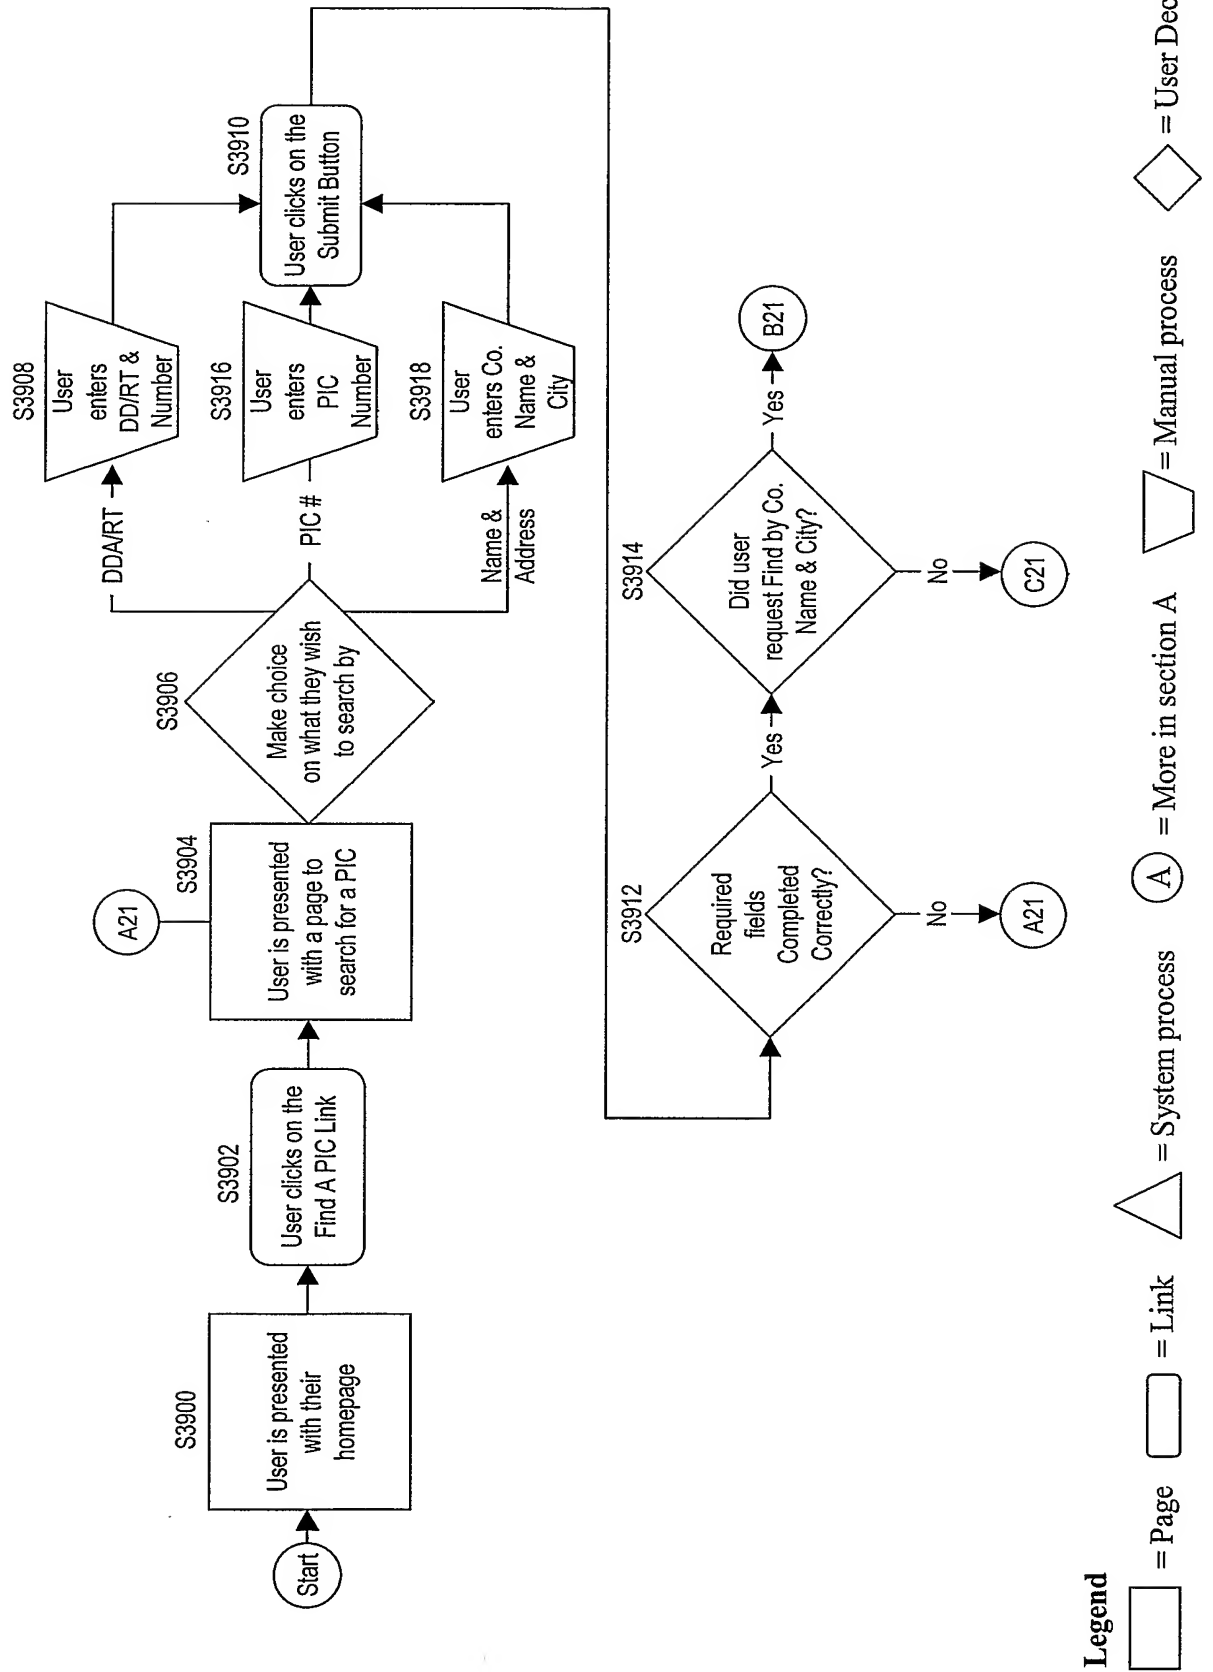 Start
S3900
User is presented
with their
homepage
S3902
User clicks on the
Find A PIC Link
A21
S3904
User is presented
with a page to
search for a PIC
S3906
Make choice
on what they wish
to search by
DDA/RT
PIC #
Name &
Address
S3908
User
enters
DD/RT &
Number
S3916
User
enters
PIC
Number
S3918
User
enters Co.
Name &
City
S3910
User clicks on the
Submit Button
S3912
Required
fields
Completed
Correctly?
No
A21
Yes
S3914
Did user
request Find by Co.
Name & City?
No
C21
Yes
B21
Legend
= Page
= Link
= System process
A
= More in section A
= Manual process
= User Dec